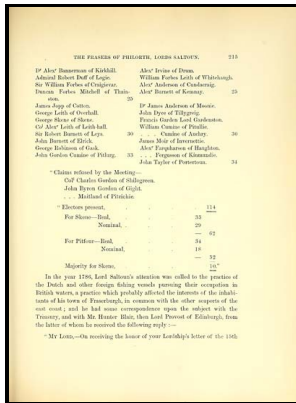 THE FRASERS OF PHILORTH, LORDS SALTOUN. 215
Dr Alexr Bannerman of Kirkhill.
Admiral Robert Duff of Logie.
Sir William Forbes of Craigievar.
Duncan Forbes Mitchell of Thain-
ston. 25
James Jopp of Cotton.
George Leith of Overhall.
George Skene of Skene.
Col Alexr Leith of Leith-hall.
Sir Robert Burnett of Leys. 30
John Burnett of Elrick.
George Robinson of Gask.
John Gordon Cuming of Pitlurg. 33
Alexr Irvine of Drum.
William Forbes Leith of Whitehaugh.
Alexr Anderson of Candacraig.
Alexr Burnett of Kemnay. 25
Dr James Anderson of Mounie.
John Dyce of Tillygreig.
Francis Garden Lord Gardenston.
William Cumine of Pitullie.
. . . Cumine of Auchry. 30
James Moir of Invernettie.
Alexr Farquharson of Haughton.
. . . Ferguson of Kinmundie.
John Taylor of Portertown. 34
"Claims refused by the Meeting—
Coll Charles Gordon of Shillagreen.
John Byron Gordon of Gight.
. . . Maitland of Pitrichie.
"Electors present, . . . 114
For Skene—Real, . . 33
Nominal, . . 29
— 62
For Pitfour—Real, . . 34
Nominal, . . 18
— 52
Majority for Skene, . . 10."
In the year 1786, Lord Saltoun's attention was called to the practice of
the Dutch and other foreign fishing vessels pursuing their occupation in
British waters, a practice which probably affected the interests of the inhabi-
tants of his town of Fraserburgh, in common with the other seaports of the
east coast; and he had some correspondence upon the subject with the
Treasury, and with Mr. Hunter Blair, then Lord Provost of Edinburgh, from
the latter of whom he received the following reply :—
"MY LORD,—On receiving the honor of your Lordship's letter of the 15th